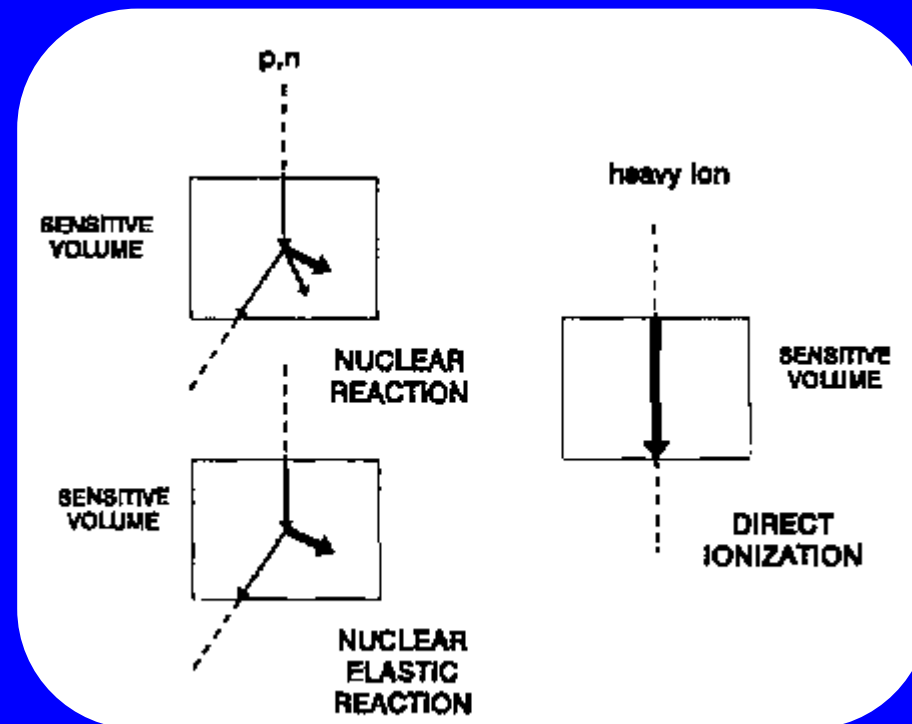 p,n
SENSITIVE
VOLUME
NUCLEAR
REACTION
SENSITIVE
VOLUME
NUCLEAR
ELASTIC
REACTION
heavy ion
SENSITIVE
VOLUME
DIRECT
IONIZATION